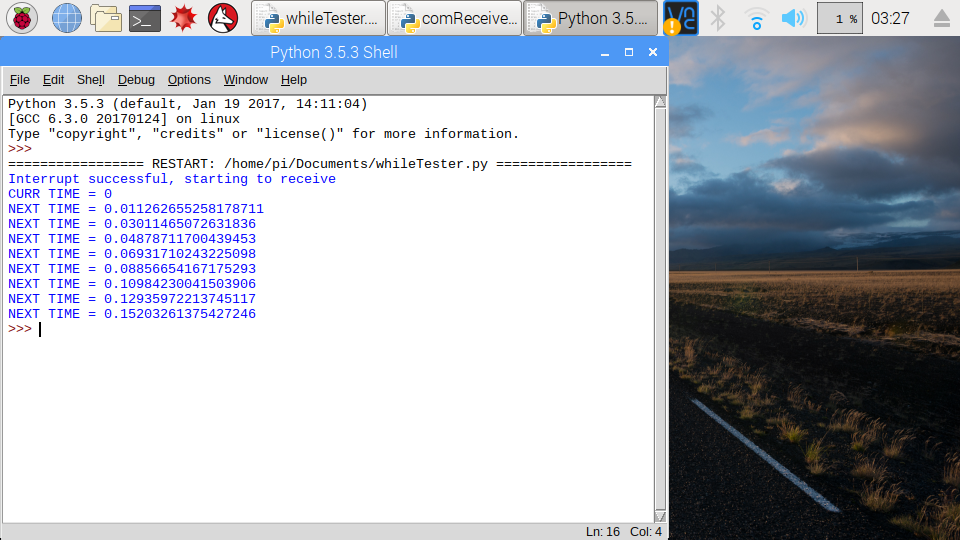 whileTester.... comReceive... Python 3.5.... VNC 1 % 03:27
Python 3.5.3 Shell
File Edit Shell Debug Options Window Help
Python 3.5.3 (default, Jan 19 2017, 14:11:04)
[GCC 6.3.0 20170124] on linux
Type "copyright", "credits" or "license()" for more information.
>>>
================= RESTART: /home/pi/Documents/whileTester.py =================
Interrupt successful, starting to receive
CURR TIME = 0
NEXT TIME = 0.011262655258178711
NEXT TIME = 0.03011465072631836
NEXT TIME = 0.04878711700439453
NEXT TIME = 0.06931710243225098
NEXT TIME = 0.08856654167175293
NEXT TIME = 0.10984230041503906
NEXT TIME = 0.12935972213745117
NEXT TIME = 0.15203261375427246
>>>
Ln: 16 Col: 4